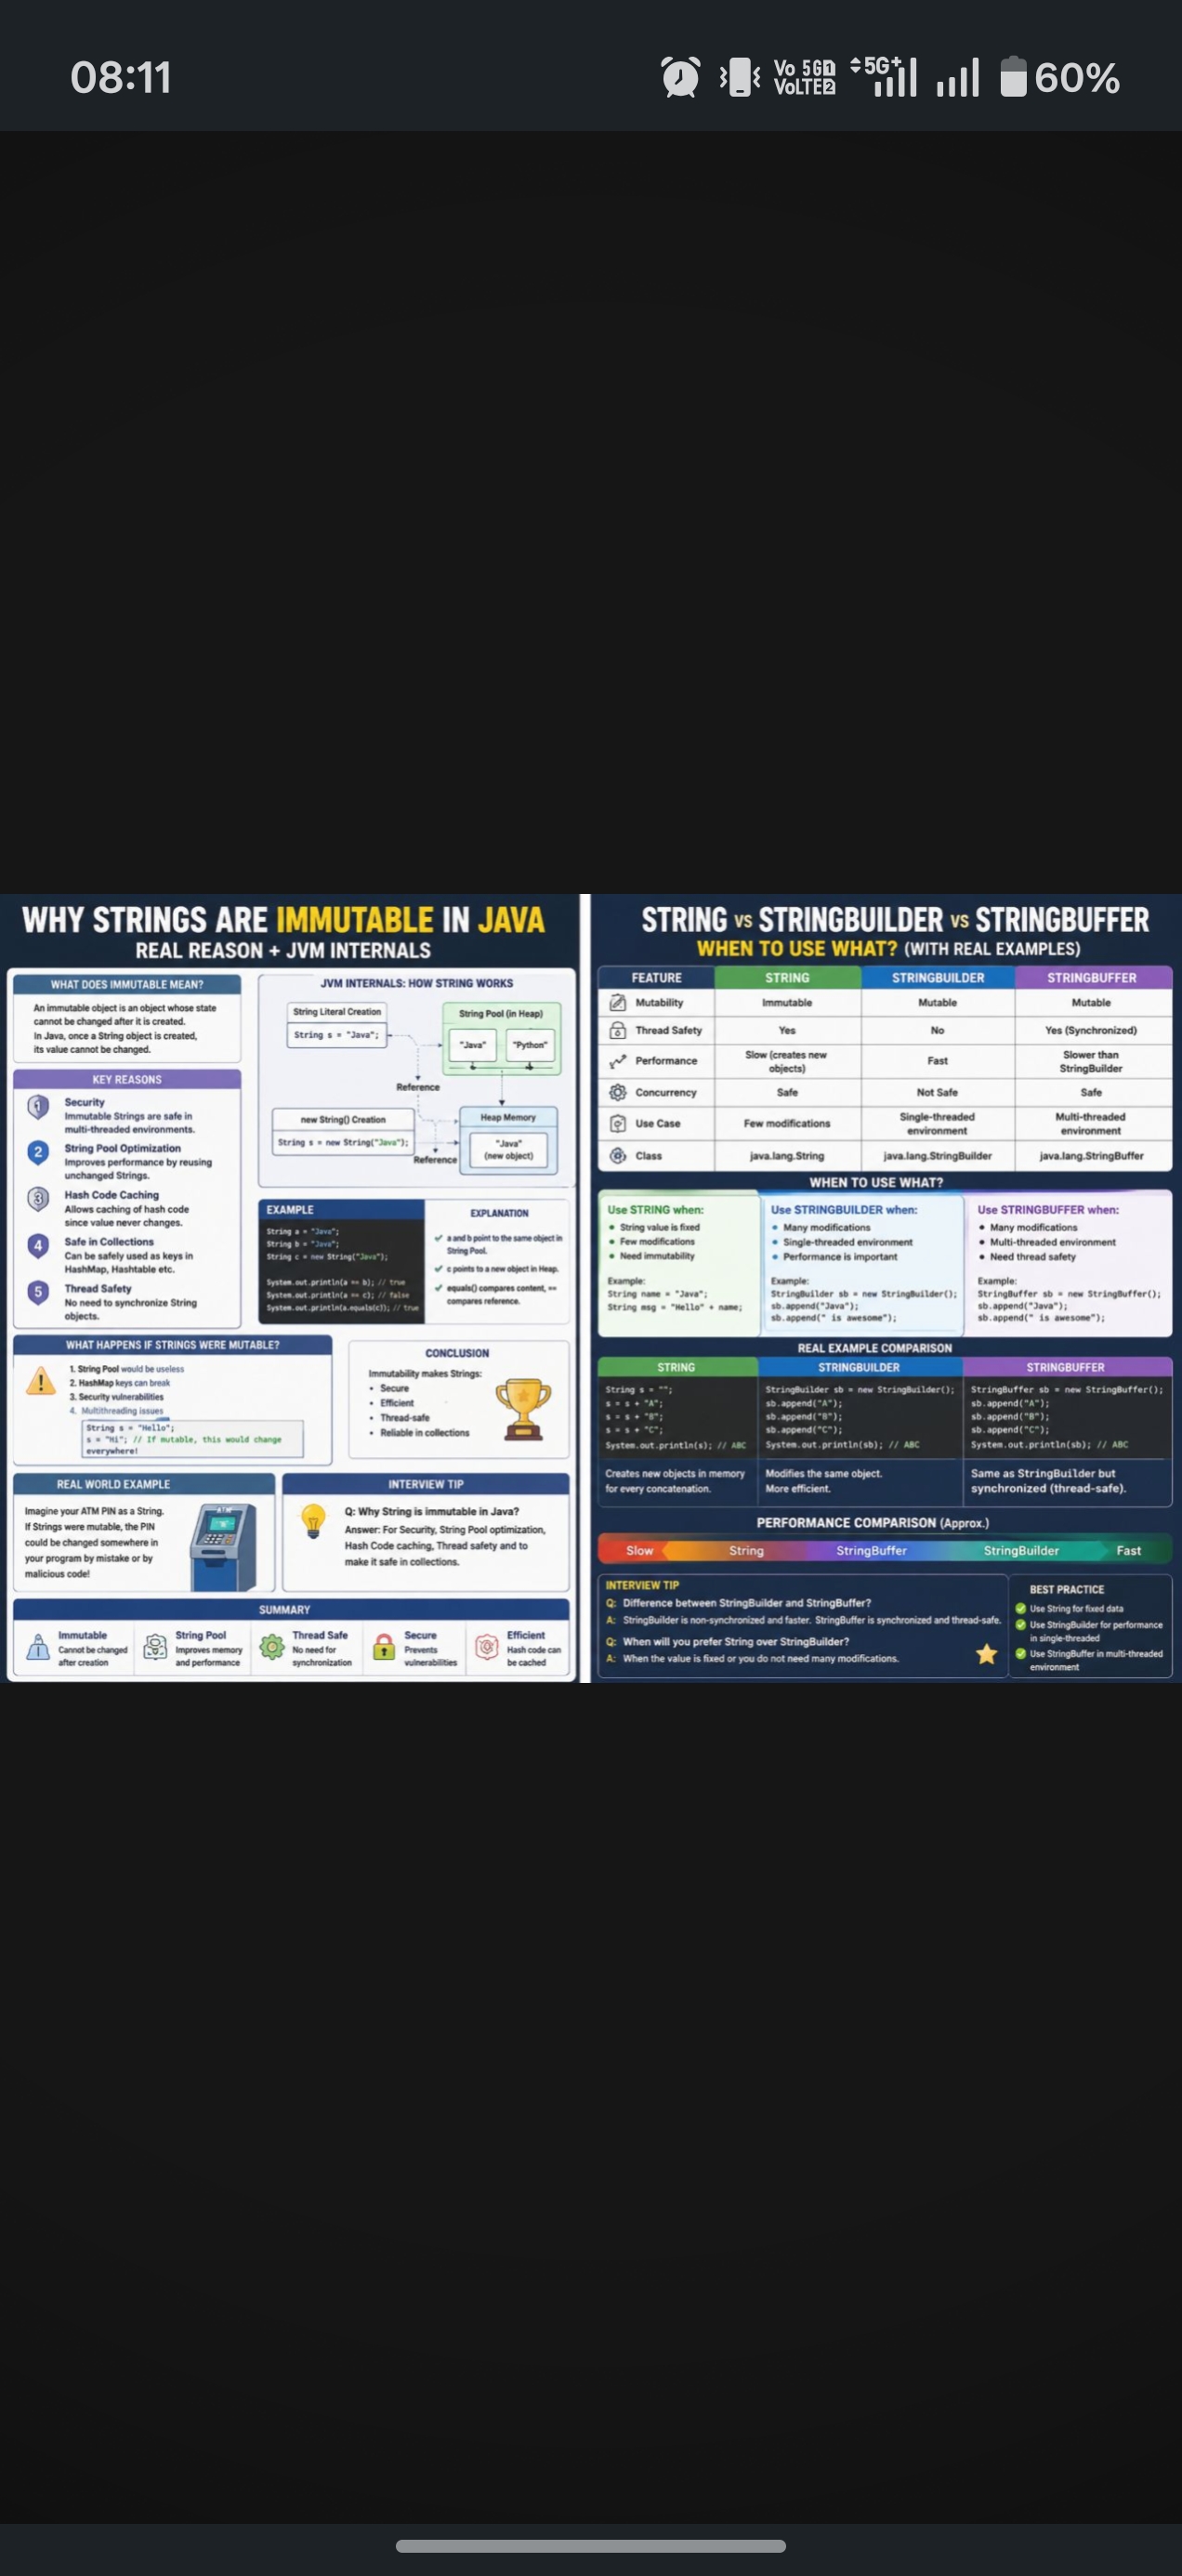 08:11
Vo 5G 1
VoLTE 2
5G+
60%
WHY STRINGS ARE IMMUTABLE IN JAVA
REAL REASON + JVM INTERNALS
WHAT DOES IMMUTABLE MEAN?
An immutable object is an object whose state
cannot be changed after it is created.
In Java, once a String object is created,
its value cannot be changed.
KEY REASONS
1
Security
Immutable Strings are safe in
multi-threaded environments.
2
String Pool Optimization
Improves performance by reusing
unchanged Strings.
3
Hash Code Caching
Allows caching of hash code
since value never changes.
4
Safe in Collections
Can be safely used as keys in
HashMap, Hashtable etc.
5
Thread Safety
No need to synchronize String
objects.
JVM INTERNALS: HOW STRING WORKS
String Literal Creation
String s = "Java";
String Pool (in Heap)
"Java"
"Python"
Reference
new String() Creation
String s = new String("Java");
Reference
Heap Memory
"Java"
(new object)
EXAMPLE
String a = "Java";
String b = "Java";
String c = new String("Java");
System.out.println(a == b); // true
System.out.println(a == c); // false
System.out.println(a.equals(c)); // true
EXPLANATION
a and b point to the same object in
String Pool.
c points to a new object in Heap.
equals() compares content, ==
compares reference.
WHAT HAPPENS IF STRINGS WERE MUTABLE?
1. String Pool would be useless
2. HashMap keys can break
3. Security vulnerabilities
4. Multithreading issues
String s = "Hello";
s = "Hi"; // If mutable, this would change
everywhere!
CONCLUSION
Immutability makes Strings:
• Secure
• Efficient
• Thread-safe
• Reliable in collections
REAL WORLD EXAMPLE
Imagine your ATM PIN as a String.
If Strings were mutable, the PIN
could be changed somewhere in
your program by mistake or by
malicious code!
ATM
INTERVIEW TIP
Q: Why String is immutable in Java?
Answer: For Security, String Pool optimization,
Hash Code caching, Thread safety and to
make it safe in collections.
SUMMARY
Immutable
Cannot be changed
after creation
String Pool
Improves memory
and performance
Thread Safe
No need for
synchronization
Secure
Prevents
vulnerabilities
Efficient
Hash code can
be cached
STRING VS STRINGBUILDER VS STRINGBUFFER
WHEN TO USE WHAT? (WITH REAL EXAMPLES)
FEATURE STRING STRINGBUILDER STRINGBUFFER
Mutability Immutable Mutable Mutable
Thread Safety Yes No Yes (Synchronized)
Performance Slow (creates new objects) Fast Slower than StringBuilder
Concurrency Safe Not Safe Safe
Use Case Few modifications Single-threaded environment Multi-threaded environment
Class java.lang.String java.lang.StringBuilder java.lang.StringBuffer
WHEN TO USE WHAT?
Use STRING when:
• String value is fixed
• Few modifications
• Need immutability
Example:
String name = "Java";
String msg = "Hello" + name;
Use STRINGBUILDER when:
• Many modifications
• Single-threaded environment
• Performance is important
Example:
StringBuilder sb = new StringBuilder();
sb.append("Java");
sb.append(" is awesome");
Use STRINGBUFFER when:
• Many modifications
• Multi-threaded environment
• Need thread safety
Example:
StringBuffer sb = new StringBuffer();
sb.append("Java");
sb.append(" is awesome");
REAL EXAMPLE COMPARISON
STRING
String s = "";
s = s + "A";
s = s + "B";
s = s + "C";
System.out.println(s); // ABC
Creates new objects in memory
for every concatenation.
STRINGBUILDER
StringBuilder sb = new StringBuilder();
sb.append("A");
sb.append("B");
sb.append("C");
System.out.println(sb); // ABC
Modifies the same object.
More efficient.
STRINGBUFFER
StringBuffer sb = new StringBuffer();
sb.append("A");
sb.append("B");
sb.append("C");
System.out.println(sb); // ABC
Same as StringBuilder but
synchronized (thread-safe).
PERFORMANCE COMPARISON (Approx.)
Slow String StringBuffer StringBuilder Fast
INTERVIEW TIP
Q: Difference between StringBuilder and StringBuffer?
A: StringBuilder is non-synchronized and faster. StringBuffer is synchronized and thread-safe.
Q: When will you prefer String over StringBuilder?
A: When the value is fixed or you do not need many modifications.
BEST PRACTICE
Use String for fixed data
Use StringBuilder for performance
in single-threaded
Use StringBuffer in multi-threaded
environment